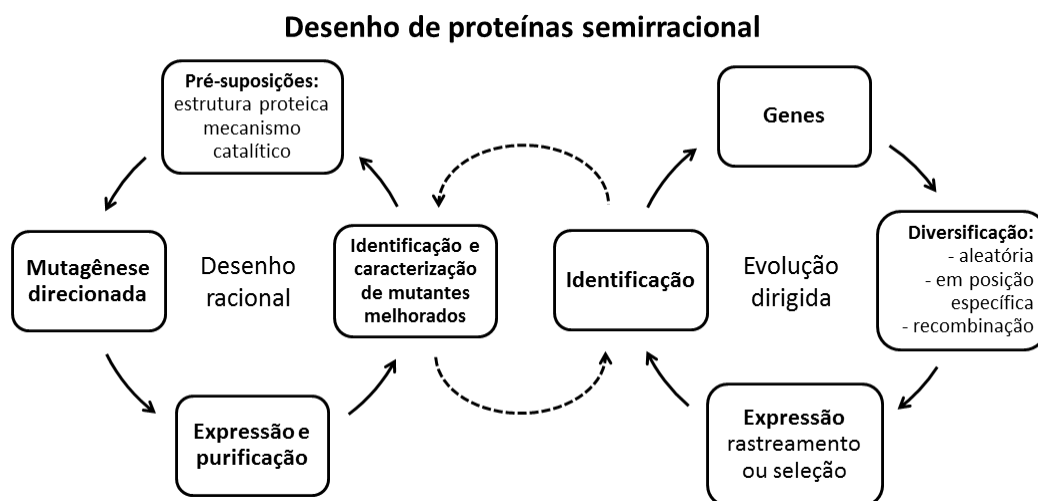 Desenho de proteínas semirracional
Pré-suposições:
estrutura proteica
mecanismo
catalítico
Mutagênese
direcionada
Desenho
racional
Identificação e
caracterização
de mutantes
melhorados
Expressão e
purificação
Genes
Identificação
Evolução
dirigida
Diversificação:
- aleatória
- em posição
específica
- recombinação
Expressão
rastreamento
ou seleção